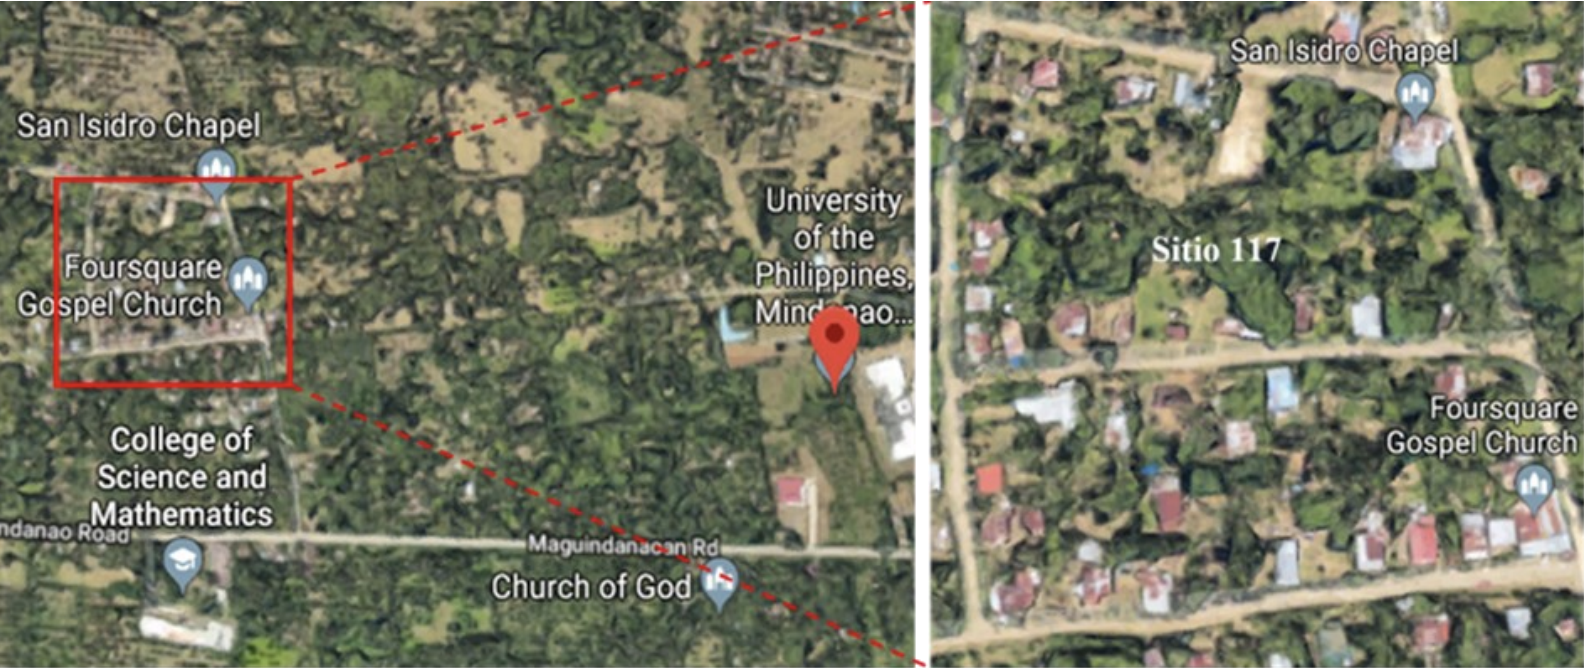 San Isidro Chapel
Foursquare
Gospel Church
University
of the
Philippines,
Mindanao...
College of
Science and
Mathematics
ndanao Road
Maguindanaoan Rd
Church of God
San Isidro Chapel
Sitio 117
Foursquare
Gospel Church